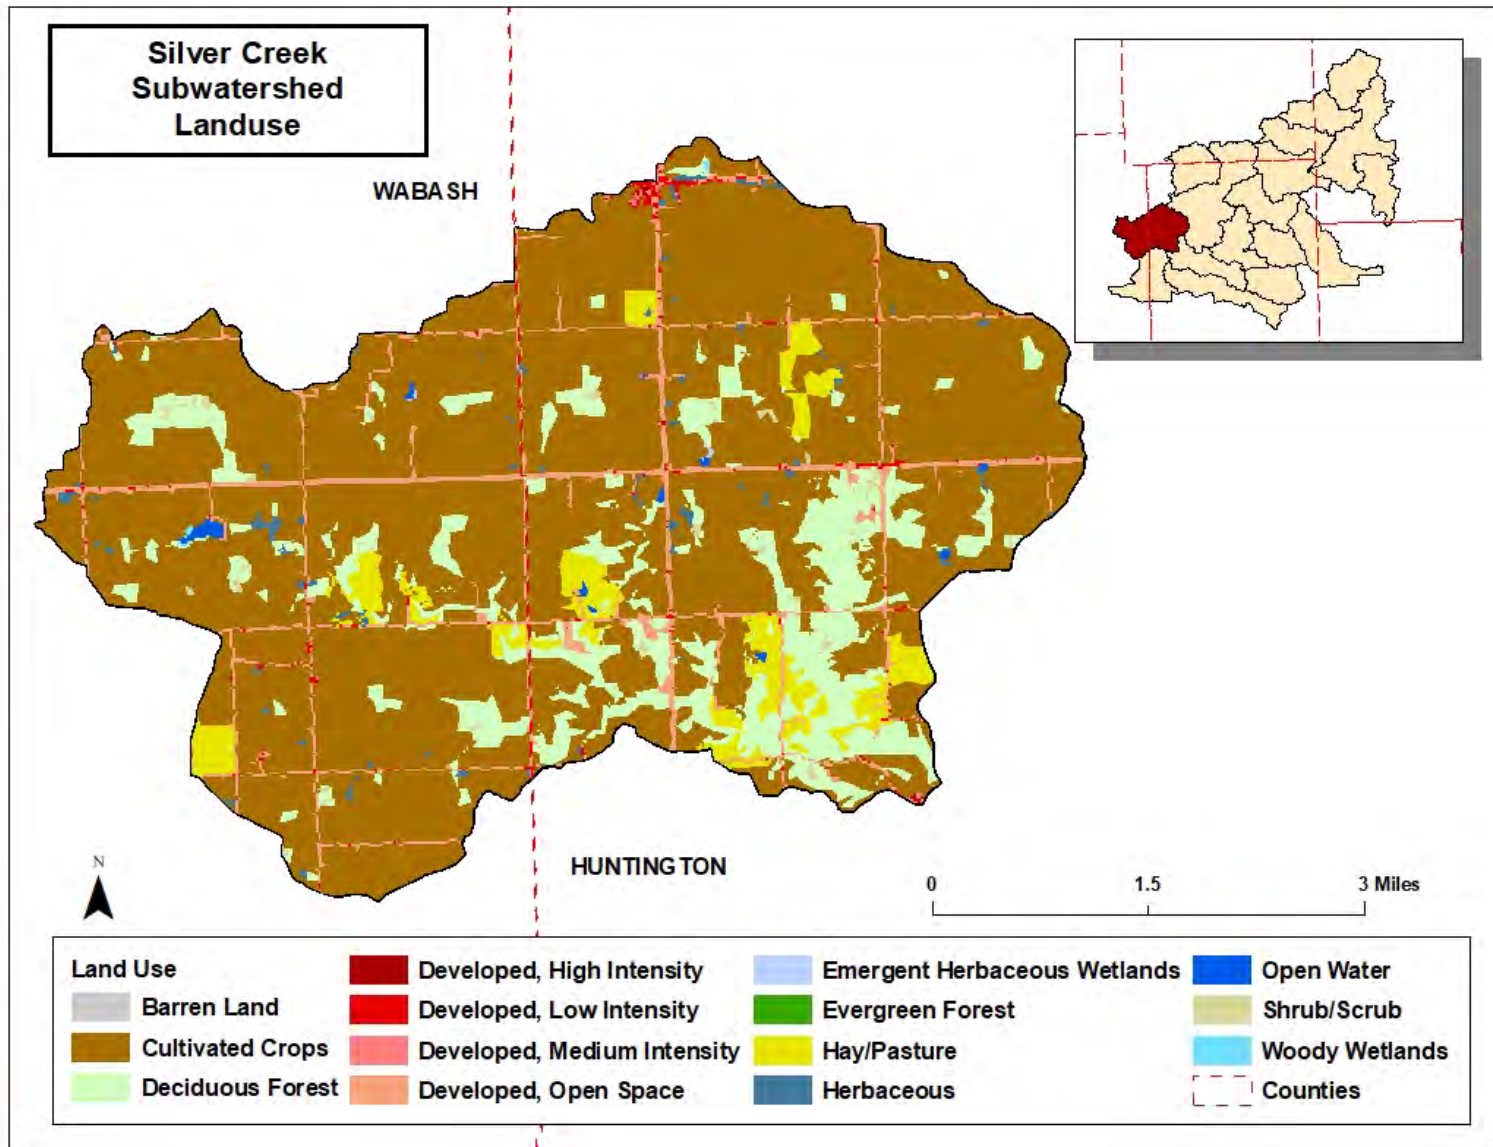 Silver Creek
Subwatershed
Landuse
WABASH
HUNTINGTON
N
0 1.5 3 Miles
Land Use
Barren Land
Cultivated Crops
Deciduous Forest
Developed, High Intensity
Developed, Low Intensity
Developed, Medium Intensity
Developed, Open Space
Emergent Herbaceous Wetlands
Evergreen Forest
Hay/Pasture
Herbaceous
Open Water
Shrub/Scrub
Woody Wetlands
Counties